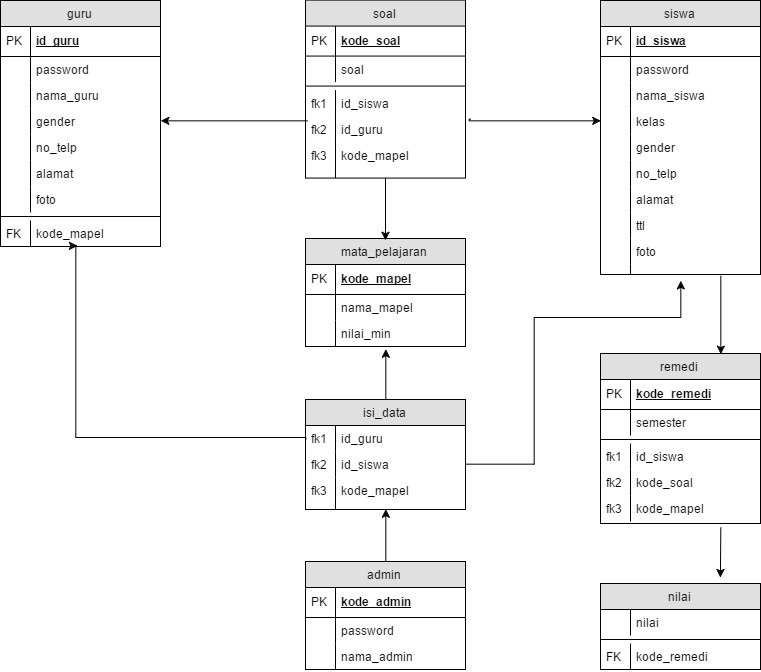 guru
PK id_guru
password
nama_guru
gender
no_telp
alamat
foto
FK kode_mapel
soal
PK kode_soal
soal
fk1 id_siswa
fk2 id_guru
fk3 kode_mapel
siswa
PK id_siswa
password
nama_siswa
kelas
gender
no_telp
alamat
ttl
foto
mata_pelajaran
PK kode_mapel
nama_mapel
nilai_min
isi_data
fk1 id_guru
fk2 id_siswa
fk3 kode_mapel
remedi
PK kode_remedi
semester
fk1 id_siswa
fk2 kode_soal
fk3 kode_mapel
admin
PK kode_admin
password
nama_admin
nilai
nilai
FK kode_remedi